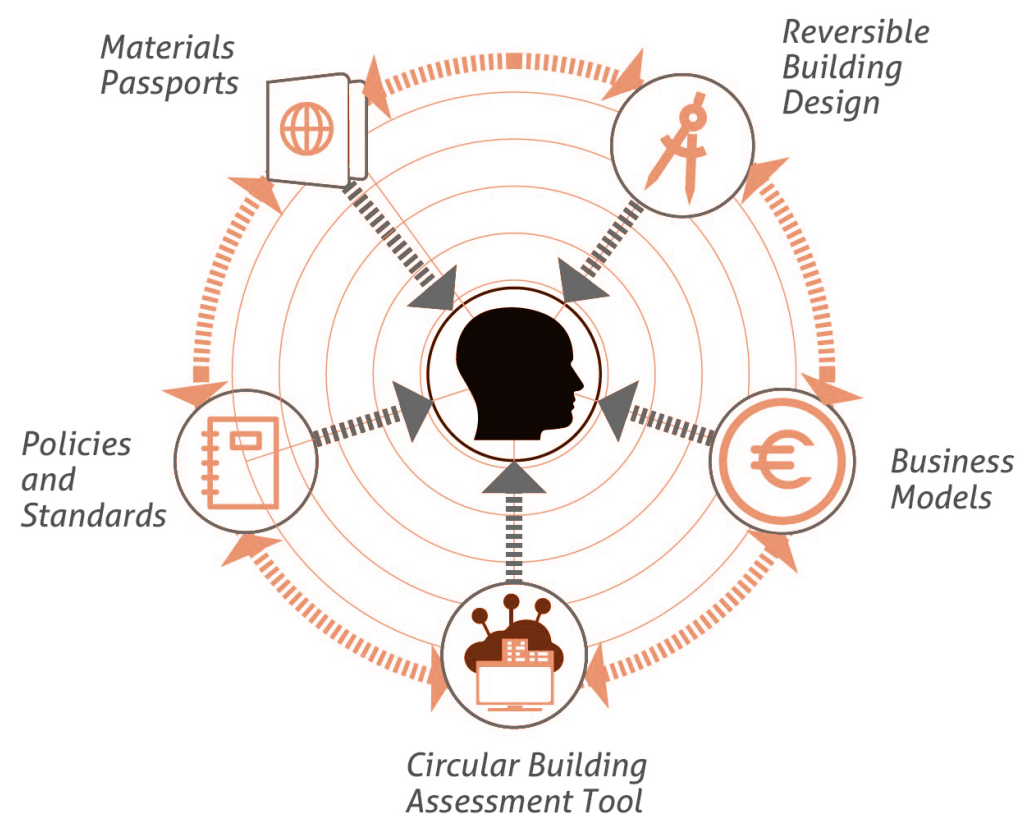 Materials
Passports
Reversible
Building
Design
Policies
and
Standards
Business
Models
Circular Building
Assessment Tool